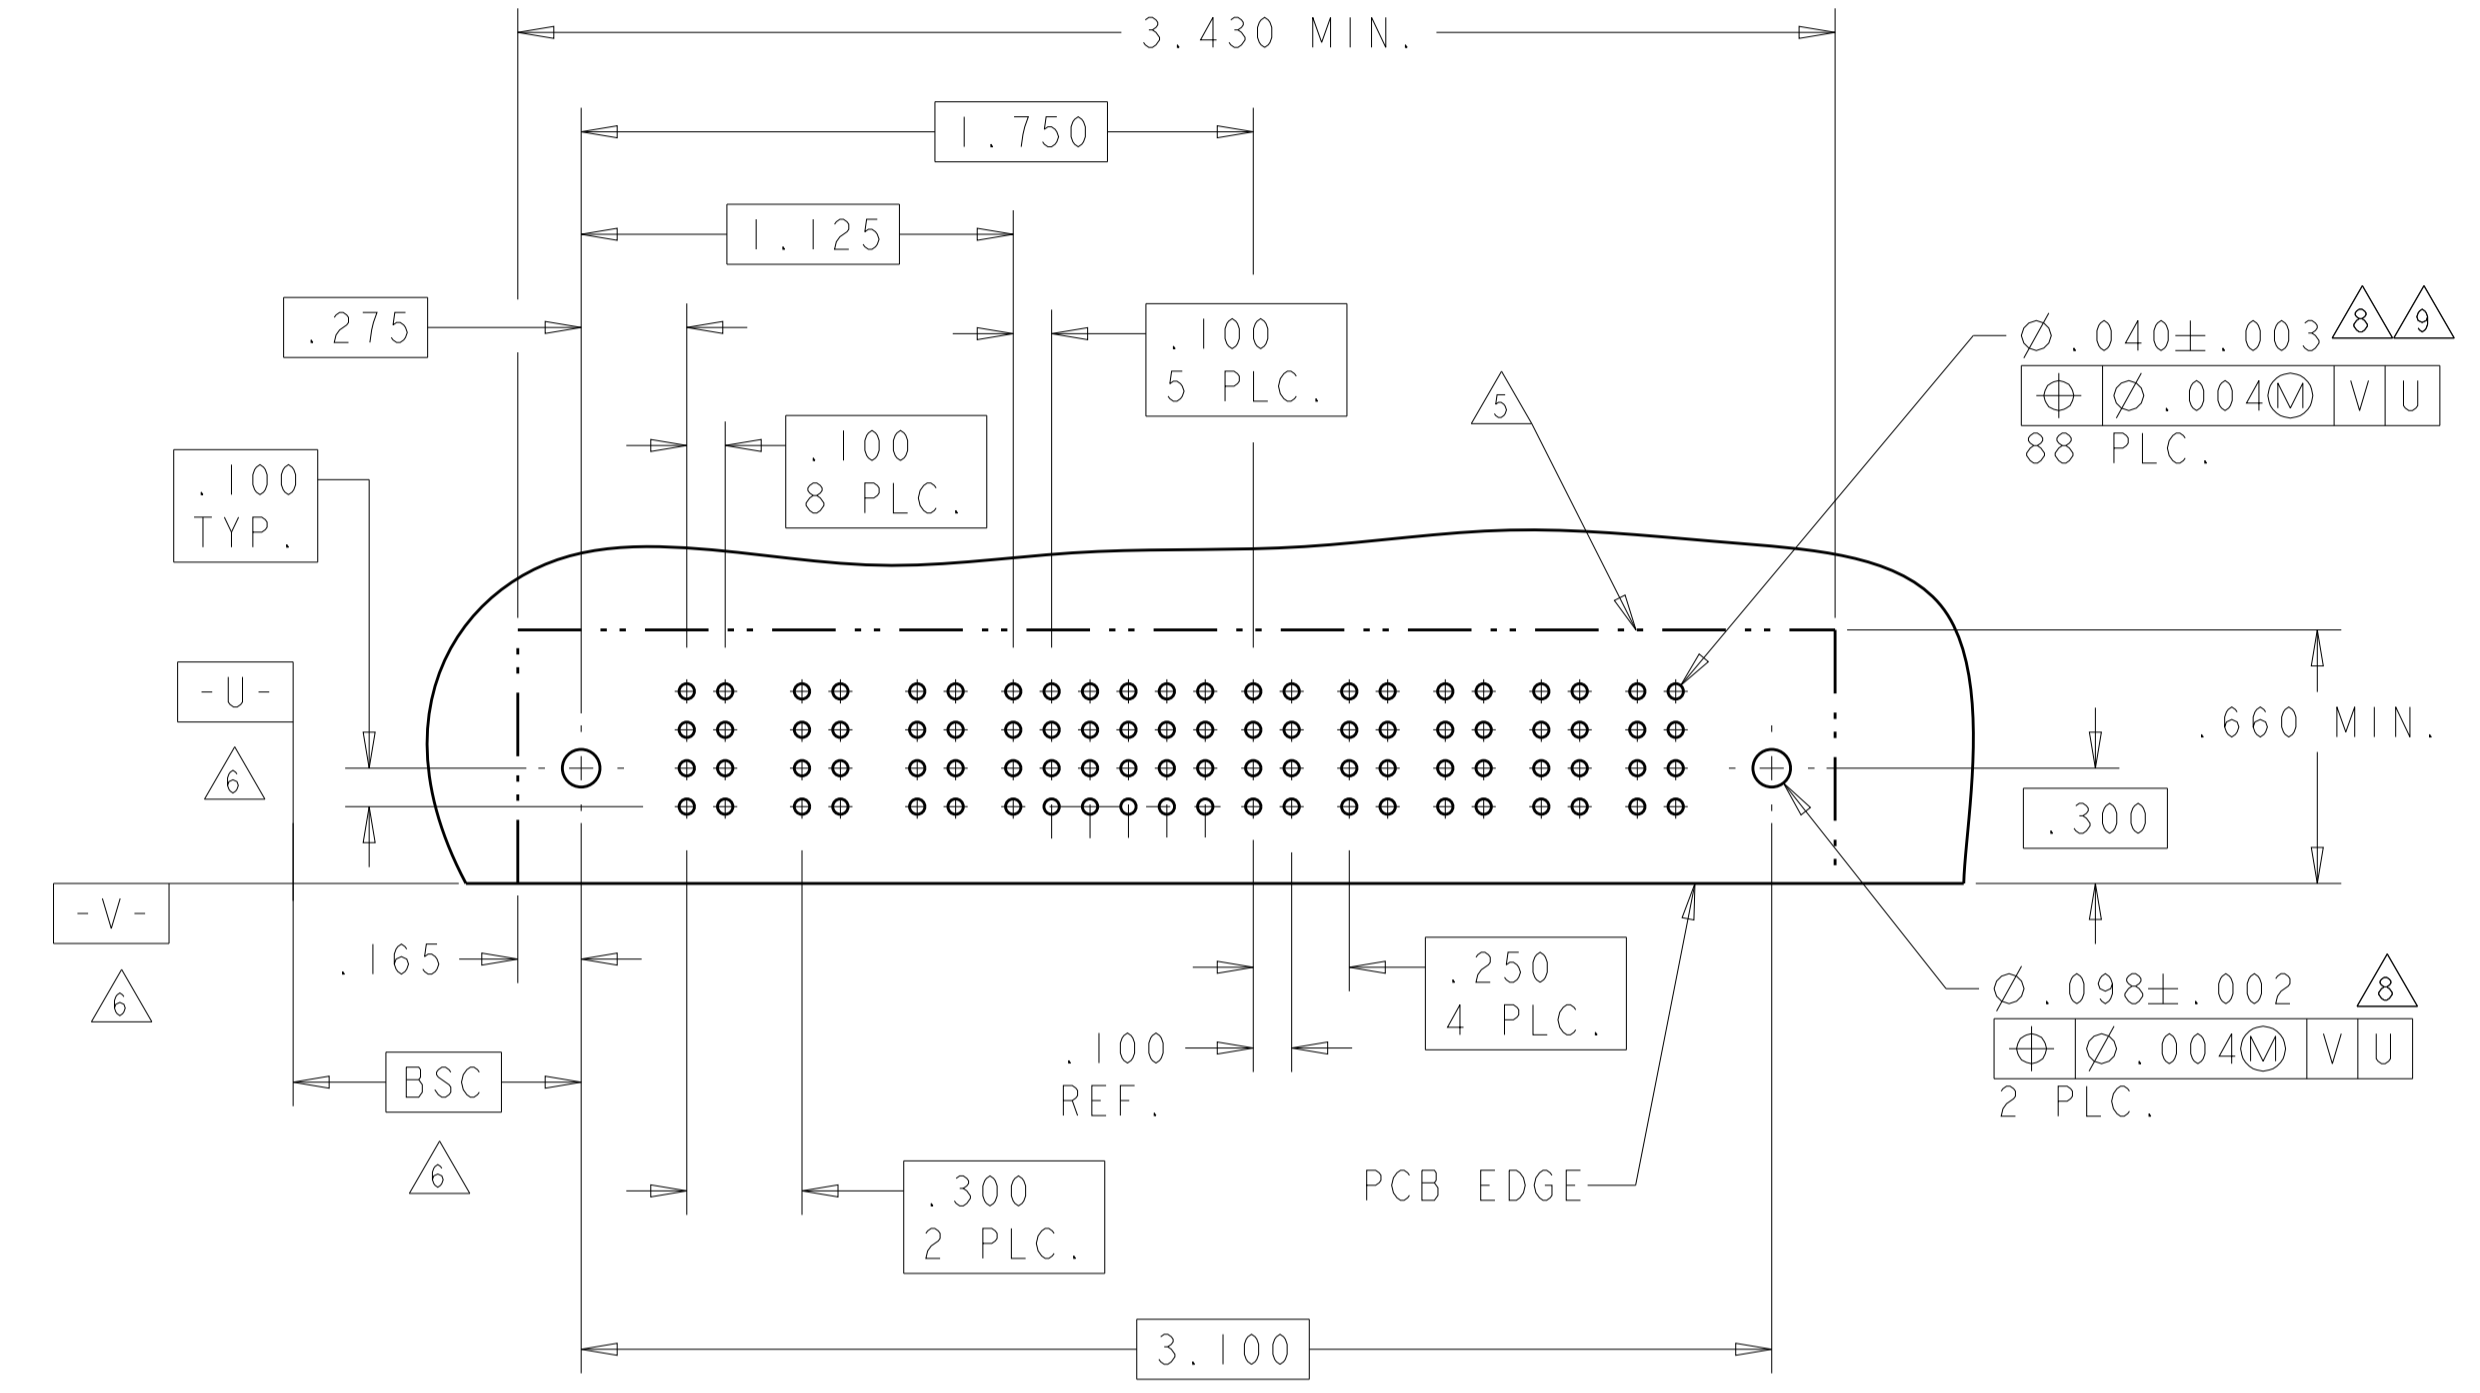 3.430 MIN.
1.750
1.125
.275
.100
5 PLC.
8
9
∅.040±.003
⌖ ∅.004Ⓜ V U
88 PLC.
5
.100
8 PLC.
.100
TYP.
-U-
6
.660 MIN.
.300
-V-
6
.165
.250
4 PLC.
∅.098±.002
8
⌖ ∅.004Ⓜ V U
2 PLC.
.100
REF.
BSC
6
.300
2 PLC.
PCB EDGE
3.100